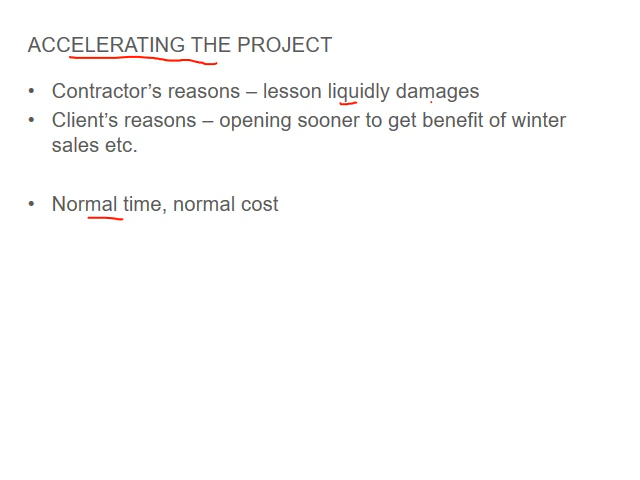 ACCELERATING THE PROJECT
• Contractor’s reasons – lesson liquidly damages
• Client’s reasons – opening sooner to get benefit of winter
sales etc.
• Normal time, normal cost